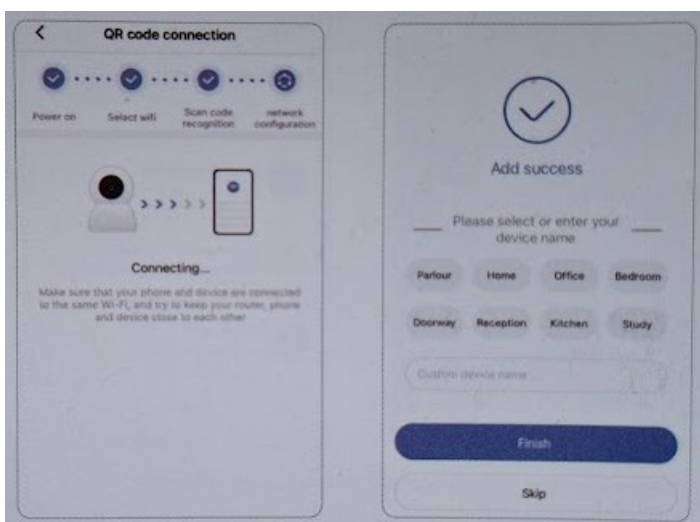 QR code connection
Power on
Select wifi
Scan code
recognition
network
configuration
Connecting...
Make sure that your phone and device are connected
to the same Wi-Fi, and try to keep your router, phone
and device close to each other
Add success
Please select or enter your
device name
Parlour
Home
Office
Bedroom
Doorway
Reception
Kitchen
Study
Custom device name
Finish
Skip